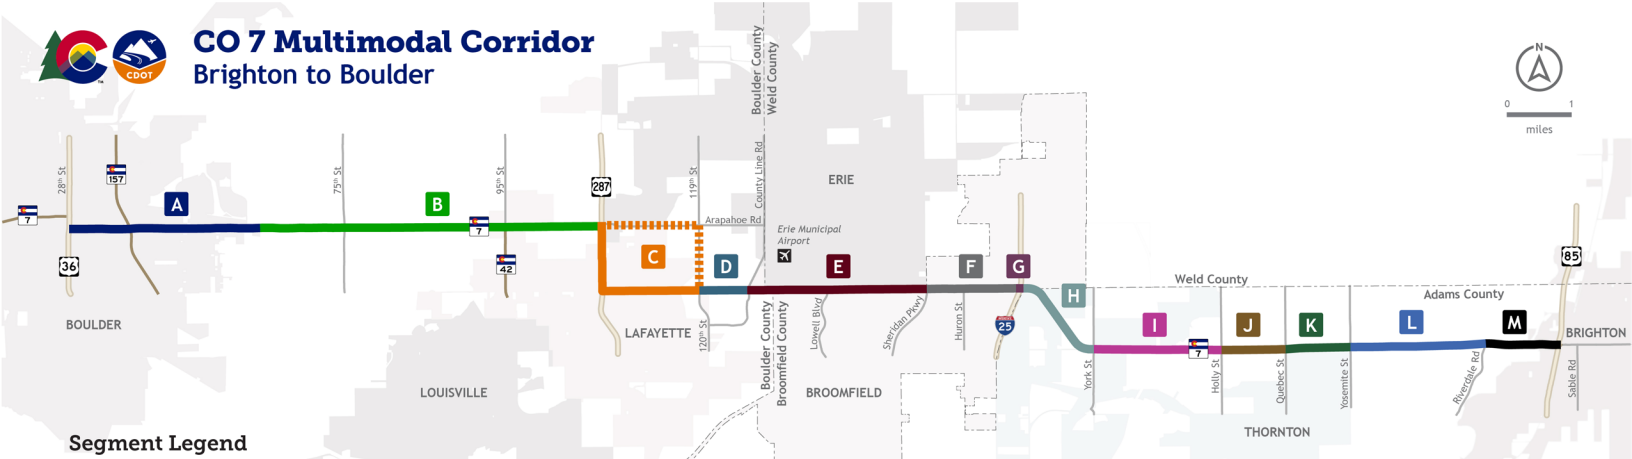 CO 7 Multimodal Corridor
Brighton to Boulder
CDOT
TM
N
0 1
miles
Boulder County
Weld County
28th St
157
75th St
95th St
287
119th St
County Line Rd
ERIE
7
A
B
7
Arapahoe Rd
Erie Municipal
Airport
85
36
42
C
D
E
F
G
H
Weld County
Adams County
BOULDER
LAFAYETTE
120th St
Boulder County
Broomfield County
Lowell Blvd
Sheridan Pkwy
Huron St
INTERSTATE
25
I
7
J
K
L
M
BRIGHTON
York St
Holly St
Quebec St
Yosemite St
Riverdale Rd
Sable Rd
LOUISVILLE
BROOMFIELD
THORNTON
Segment Legend